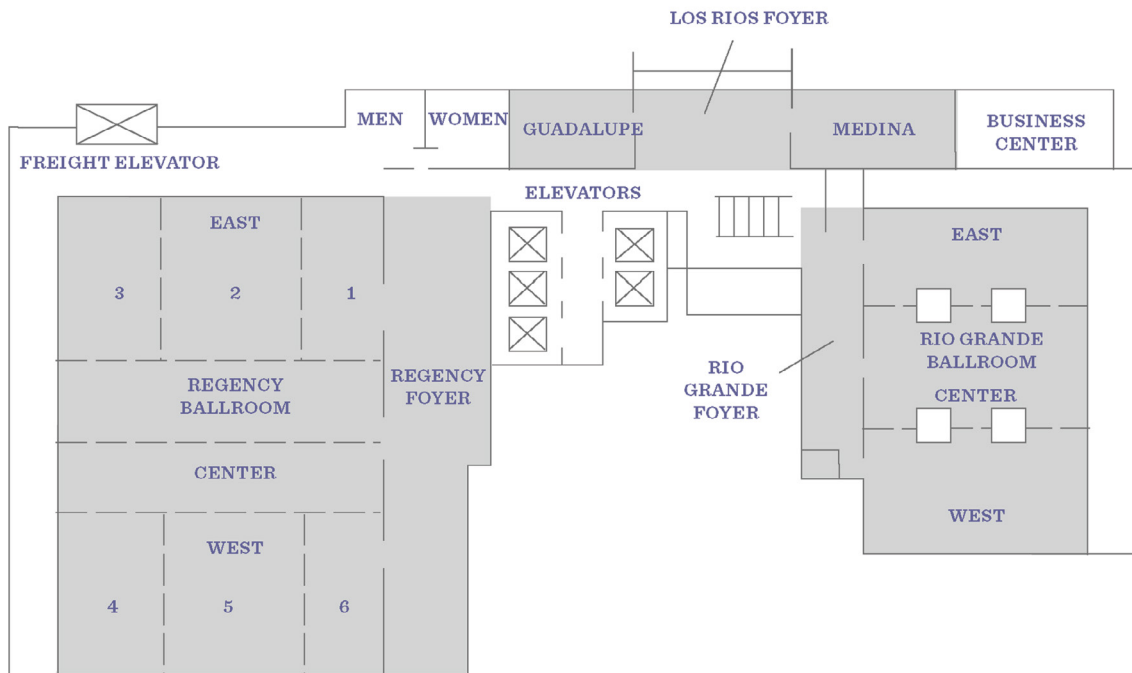 LOS RIOS FOYER
MEN
WOMEN
GUADALUPE
MEDINA
BUSINESS
CENTER
FREIGHT ELEVATOR
ELEVATORS
EAST
3
2
1
REGENCY
BALLROOM
REGENCY
FOYER
CENTER
WEST
4
5
6
RIO
GRANDE
FOYER
EAST
RIO GRANDE
BALLROOM
CENTER
WEST